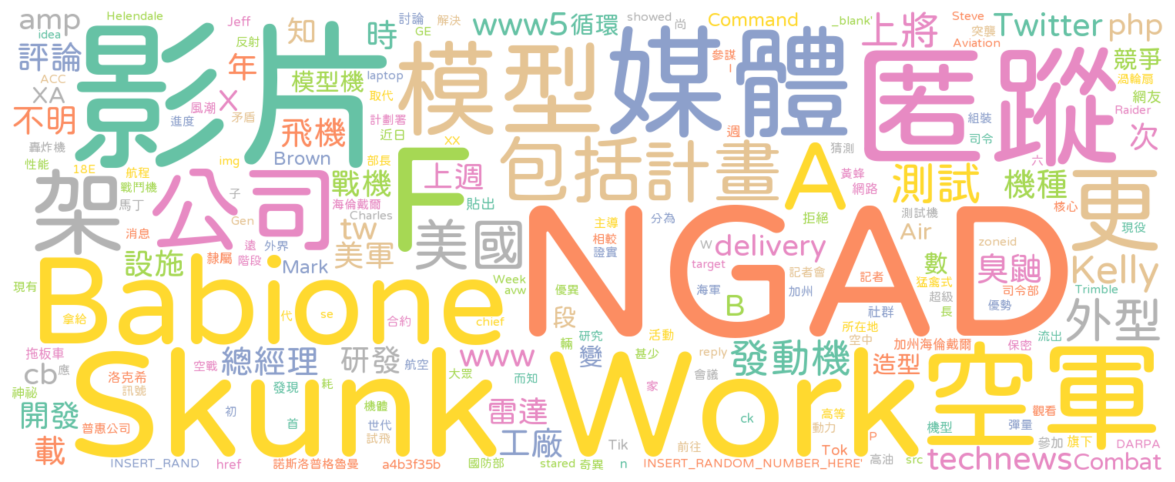 amp Helendale Jeff 討論 GE 解決 www5 循環 showed 尚 Command _blank' 上將 Steve 突襲 Aviation Twitter php
idea 反射 知 時 參謀 I 競爭
評論 影片 模型 媒體 匿蹤
ACC 年 模型機 laptop 渦輪扇 網友
XA 風潮 X 取代 Raider
不明 進度 矛盾 計劃署 近日 XX 週 組裝 司令 次
轟炸機 飛機 Brown 包括 計畫 猜測 六
性能 18E 航程 img 部長 F A 黃蜂 測試 機種 更
架 公司 戰鬥機 子 海倫戴爾 戰機 上週 網路 核心
馬丁 Gen Charles 貼出 主導 分為 拒絕 測試機 現役
消息 遠 外界 tw 美國 NGAD 相較 證實 W delivery Air zoneid Kelly
設施 隸屬 階段 Mark 美軍 target 記者會 記者 數 臭鼬
現有 Babione Week avw 優異 海軍 加州 B 猛禽式 超級 長 司令部 優勢 Trimble 外型
拿給 代 se 合約 chief 段 社群 所在地 空中 流出
拖板車 應 總經理 空戰 研發 航空 www 輔 研究 變 活動 甚少 reply 發動機 加州海倫戴爾 保密
cb 洛克希 訊號 發現 耗 大眾 而知 家 會議 造型
神祕 Skunk Work 空軍
開發 初 首 機體 雷達 ck 高等 動力 機型 彈量 觀看
載 普惠公司 世代 試飛 工廠 Tik Tok P 參加 旗下 DARPA
INSERT_RAND href 諾斯洛普格魯曼 a4b3f35b 國防部 stared 奇異 n 前往 INSERT_RANDOM_NUMBER_HERE' 高油 src technews Combat